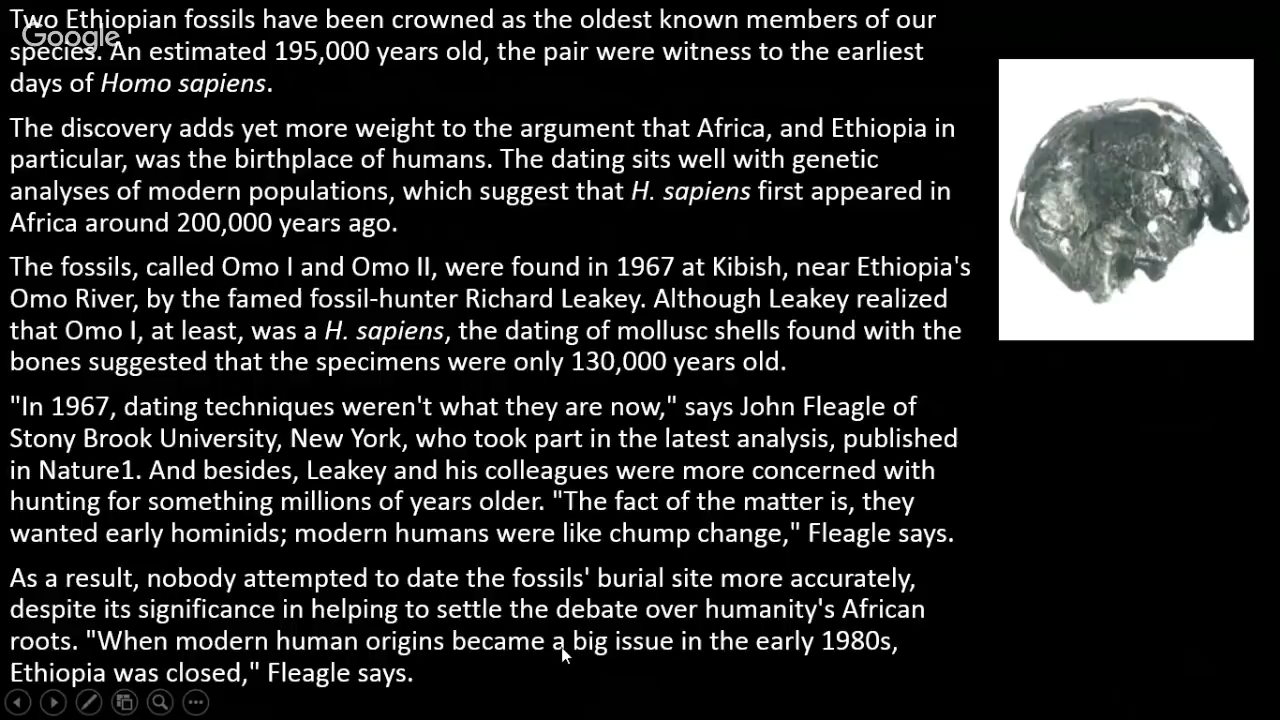 Two Ethiopian fossils have been crowned as the oldest known members of our
Google
species. An estimated 195,000 years old, the pair were witness to the earliest
days of Homo sapiens.
The discovery adds yet more weight to the argument that Africa, and Ethiopia in
particular, was the birthplace of humans. The dating sits well with genetic
analyses of modern populations, which suggest that H. sapiens first appeared in
Africa around 200,000 years ago.
The fossils, called Omo I and Omo II, were found in 1967 at Kibish, near Ethiopia's
Omo River, by the famed fossil-hunter Richard Leakey. Although Leakey realized
that Omo I, at least, was a H. sapiens, the dating of mollusc shells found with the
bones suggested that the specimens were only 130,000 years old.
"In 1967, dating techniques weren't what they are now," says John Fleagle of
Stony Brook University, New York, who took part in the latest analysis, published
in Nature1. And besides, Leakey and his colleagues were more concerned with
hunting for something millions of years older. "The fact of the matter is, they
wanted early hominids; modern humans were like chump change," Fleagle says.
As a result, nobody attempted to date the fossils' burial site more accurately,
despite its significance in helping to settle the debate over humanity's African
roots. "When modern human origins became a big issue in the early 1980s,
Ethiopia was closed," Fleagle says.